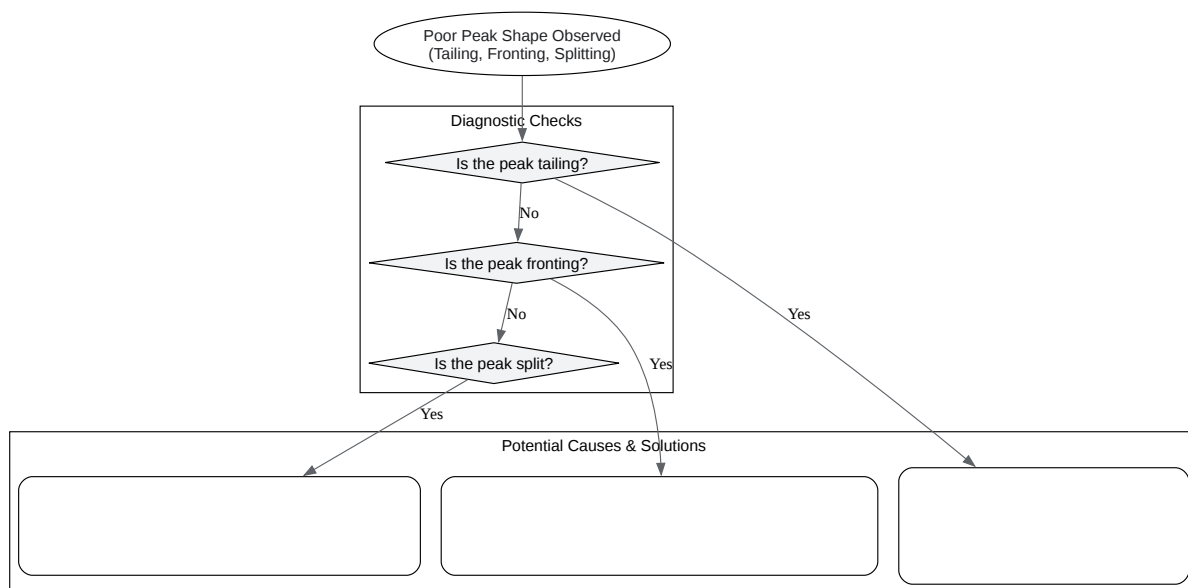 Poor Peak Shape Observed
(Tailing, Fronting, Splitting)
Diagnostic Checks
Is the peak tailing?
No
Is the peak fronting?
No
Yes
Is the peak split?
Yes
Yes
Potential Causes & Solutions